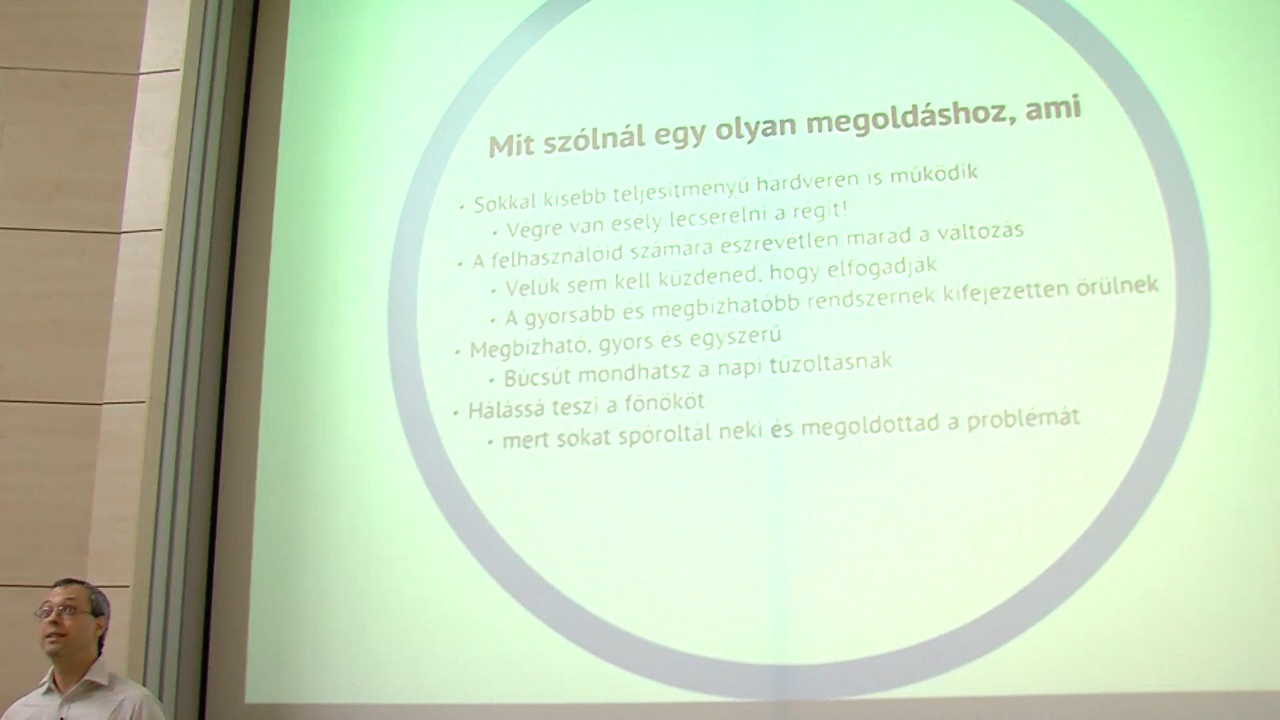 Mit szólnál egy olyan megoldáshoz, ami
• Sokkal kisebb teljesítményű hardveren is működik
• Végre van esély lecserélni a régit!
• A felhasználóid számára észrevétlen marad a változás
• Velük sem kell küzdened, hogy elfogadják
• A gyorsabb és megbízhatóbb rendszernek kifejezetten örülnek
• Megbízható, gyors és egyszerű
• Búcsút mondhatsz a napi tűzoltásnak
• Hálássá teszi a főnököt
• mert sokat spóroltál neki és megoldottad a problémát